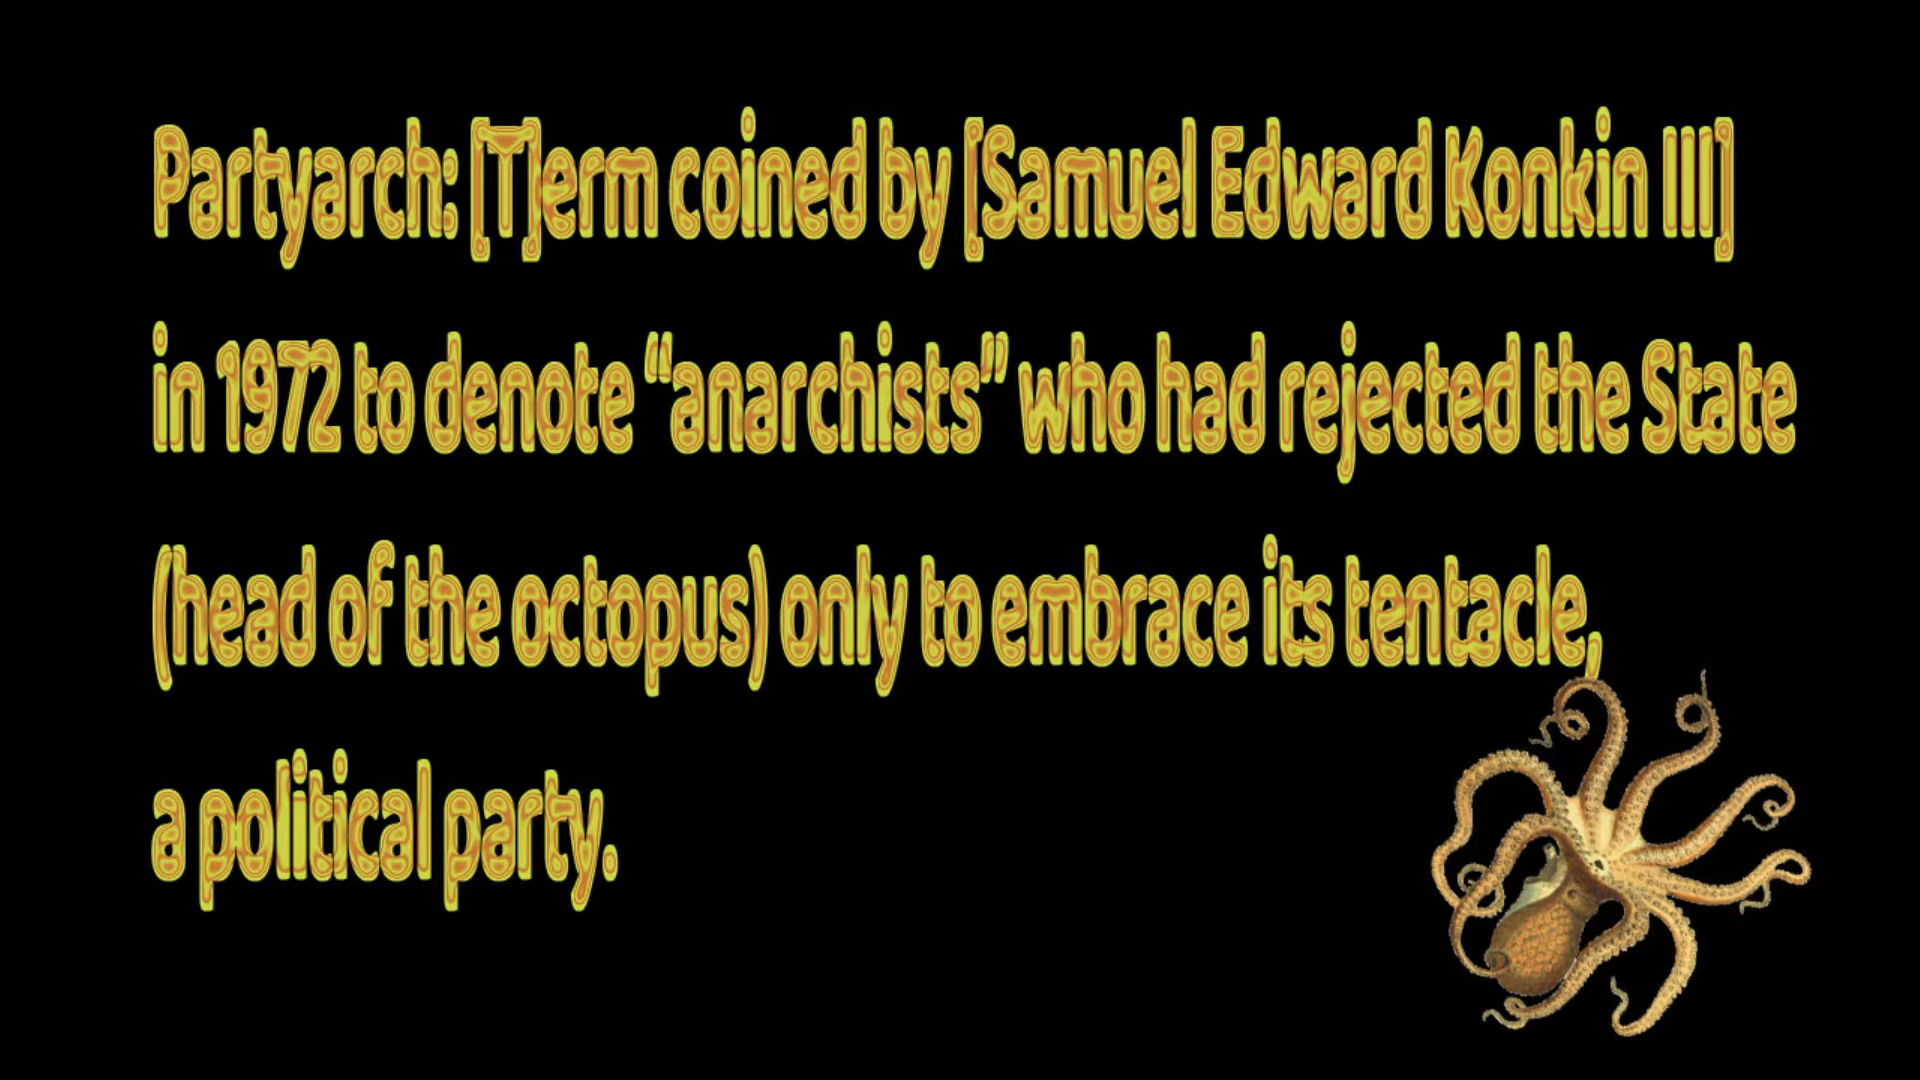 Partyarch: [T]erm coined by [Samuel Edward Konkin III]
in 1972 to denote “anarchists” who had rejected the State
(head of the octopus) only to embrace its tentacle,
a political party.